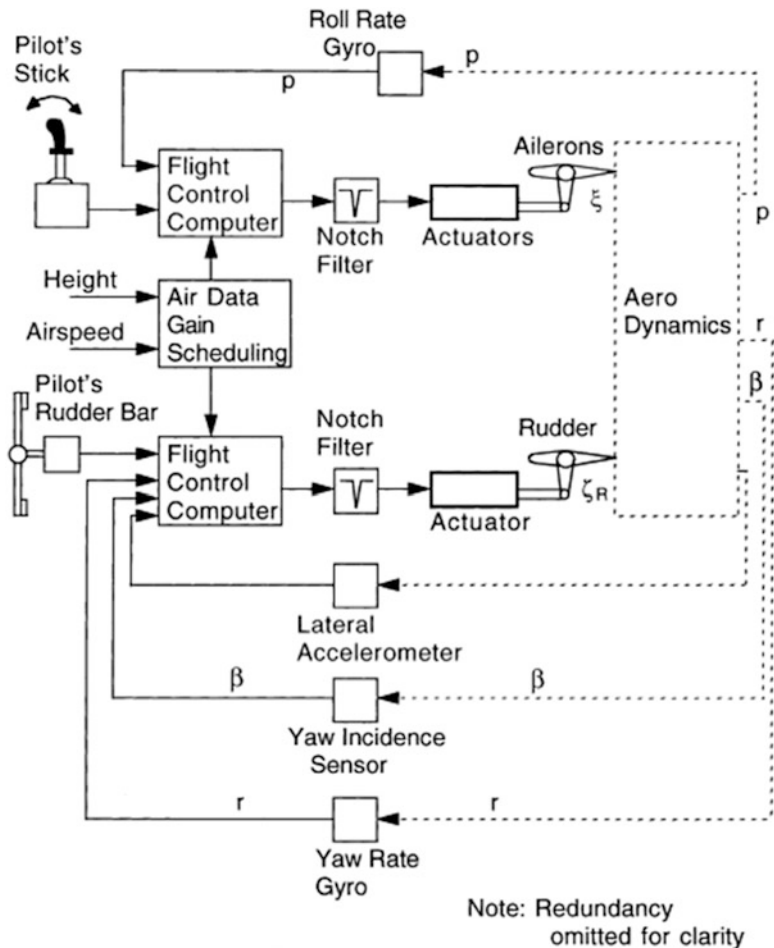 Roll Rate
Gyro
Pilot's
Stick
p
p
Flight
Control
Computer
Notch
Filter
Actuators
Ailerons
ξ
p
Height
Airspeed
Air Data
Gain
Scheduling
Aero
Dynamics
r
β
Pilot's
Rudder Bar
Flight
Control
Computer
Notch
Filter
Actuator
Rudder
ζR
Lateral
Accelerometer
β
β
Yaw Incidence
Sensor
r
r
Yaw Rate
Gyro
Note: Redundancy
omitted for clarity